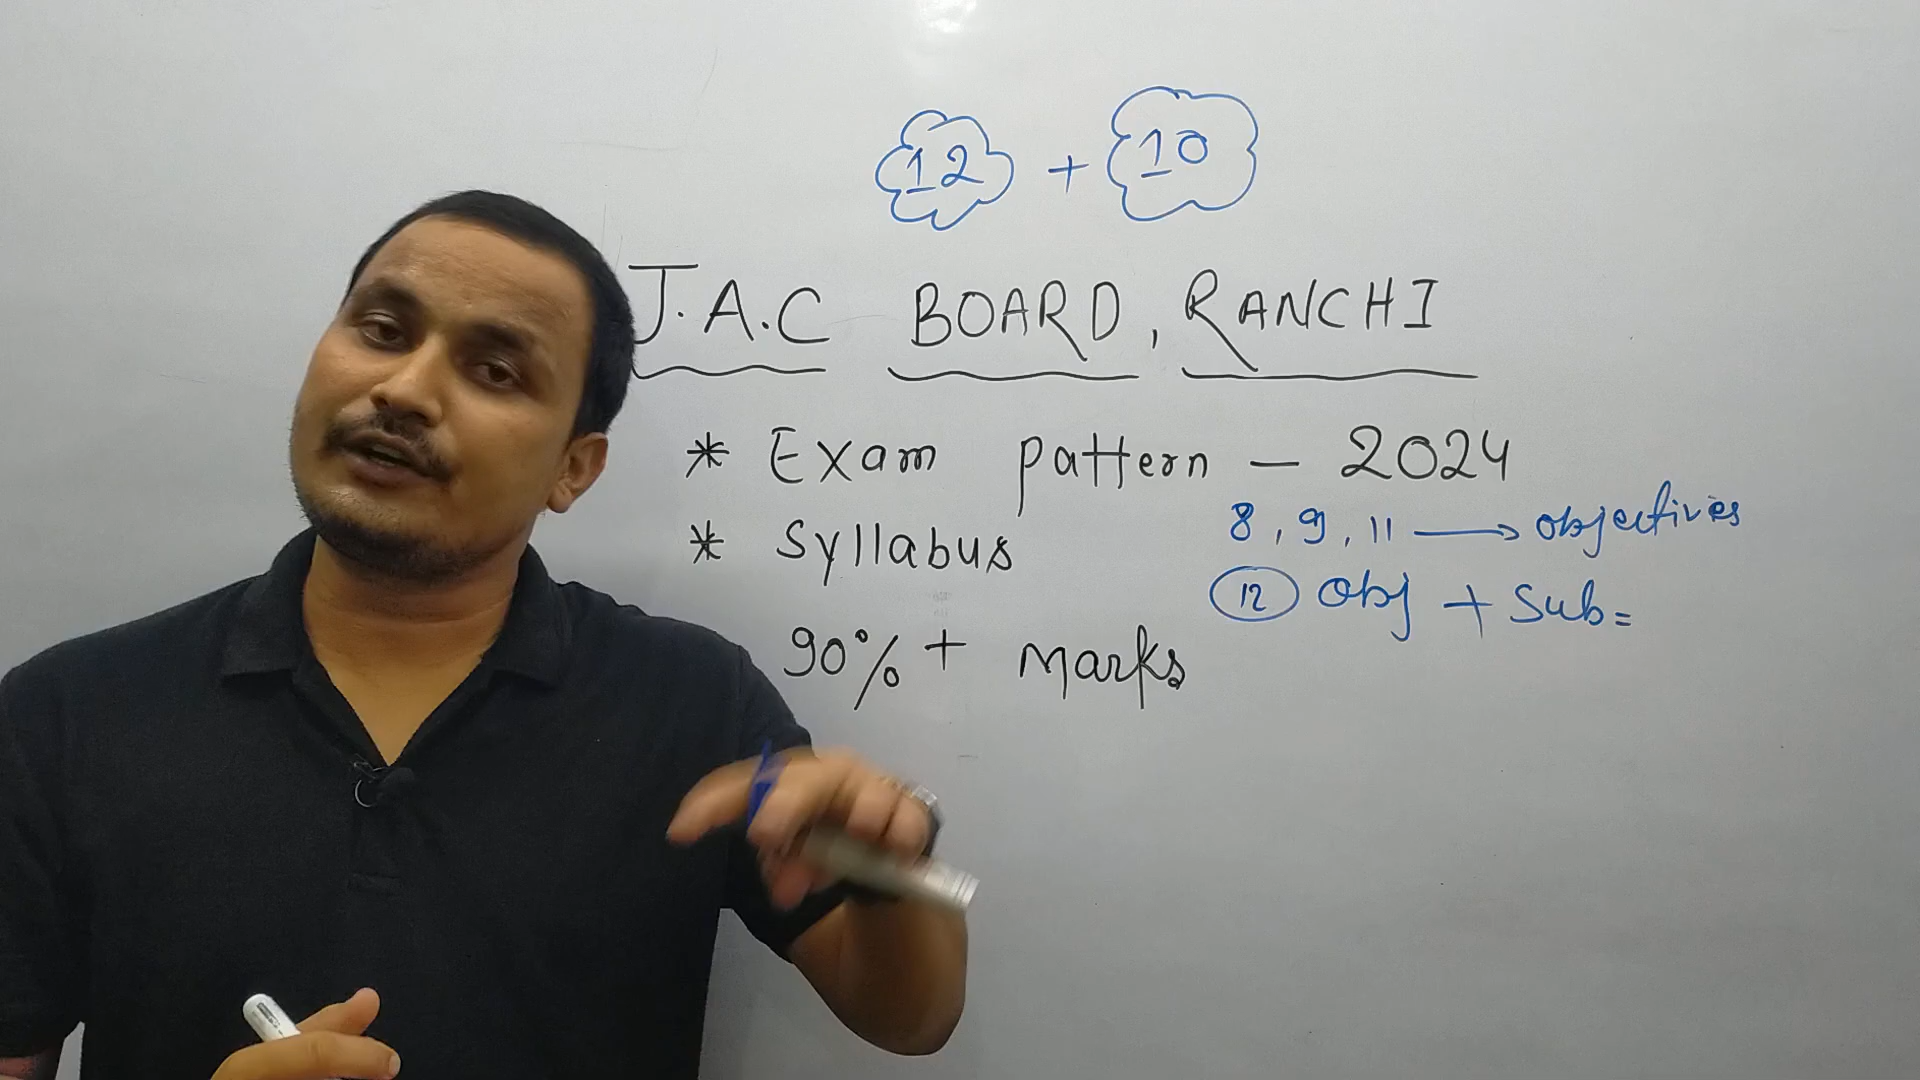 12 + 10
J.A.C BOARD, RANCHI
* Exam pattern - 2024
* Syllabus
8, 9, 11 → objectives
12 obj + Sub=
90% + marks